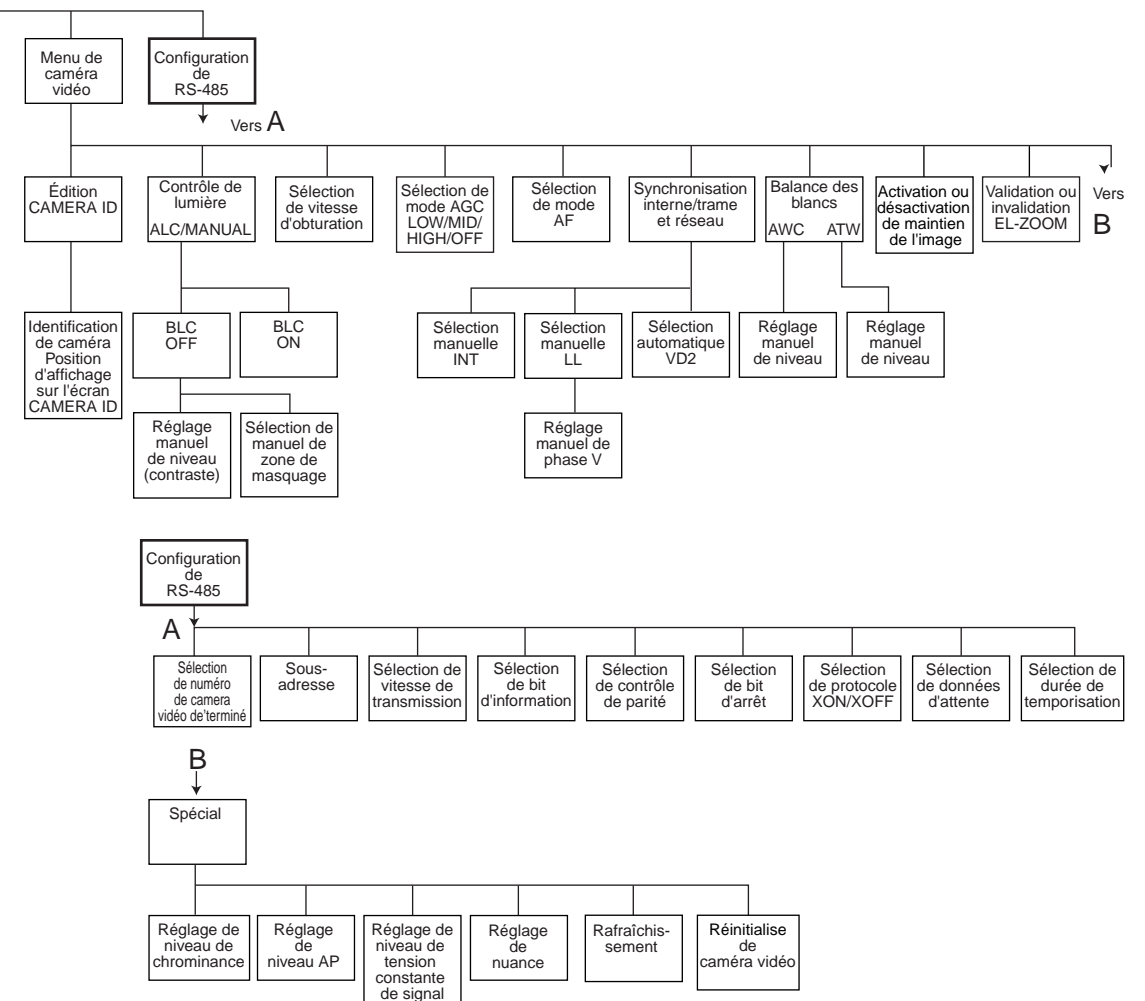 Menu de
caméra
vidéo
Configuration
de
RS-485
Vers A
Édition
CAMERA ID
Contrôle de
lumière
ALC/MANUAL
Sélection
de vitesse
d'obturation
Sélection de
mode AGC
LOW/MID/
HIGH/OFF
Sélection
de mode
AF
Synchronisation
interne/trame
et réseau
Balance des
blancs
AWC ATW
Activation ou
désactivation
de maintien
de l'image
Validation ou
invalidation
EL-ZOOM
Vers
B
Identification
de caméra
Position
d'affichage
sur l'écran
CAMERA ID
BLC
OFF
BLC
ON
Sélection
manuelle
INT
Sélection
manuelle
LL
Sélection
automatique
VD2
Réglage
manuel
de niveau
Réglage
manuel
de niveau
Réglage
manuel
de niveau
(contraste)
Sélection de
manuel de
zone de
masquage
Réglage
manuel de
phase V
Configuration
de
RS-485
A
Sélection
de numéro
de camera
vidéo de'terminé
Sous-
adresse
Sélection de
vitesse de
transmission
Sélection
de bit
d'information
Sélection
de contrôle
de parité
Sélection
de bit
d'arrêt
Sélection
de protocole
XON/XOFF
Sélection
de données
d'attente
Sélection de
durée de
temporisation
B
Spécial
Réglage de
niveau de
chrominance
Réglage
de
niveau AP
Réglage de
niveau de
tension
constante
de signal
Réglage
de
nuance
Rafraîchis-
sement
Réinitialise
de
caméra vidéo